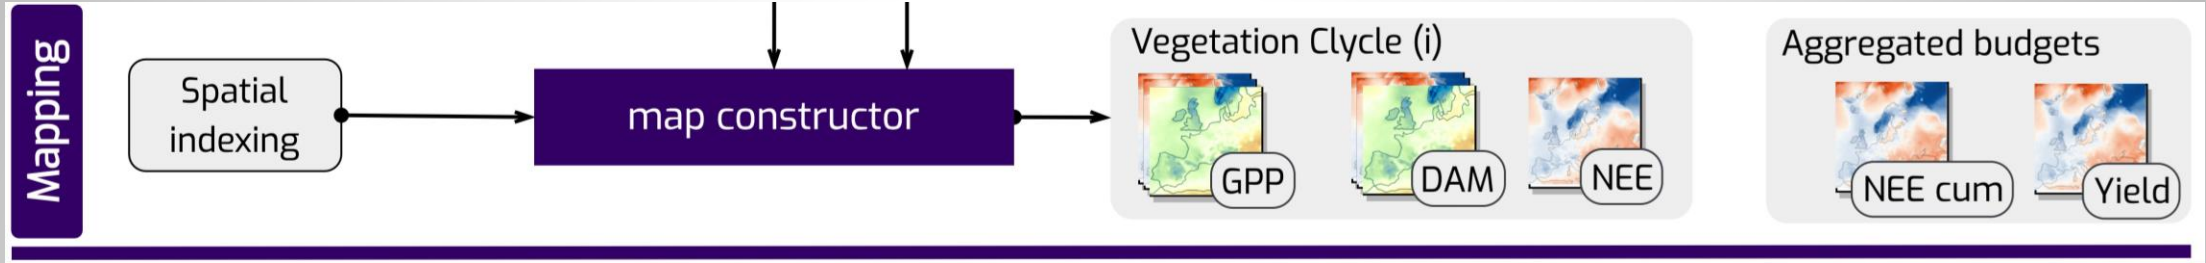 Mapping
Spatial
indexing
map constructor
Vegetation Clycle (i)
GPP
DAM
NEE
Aggregated budgets
NEE cum
Yield